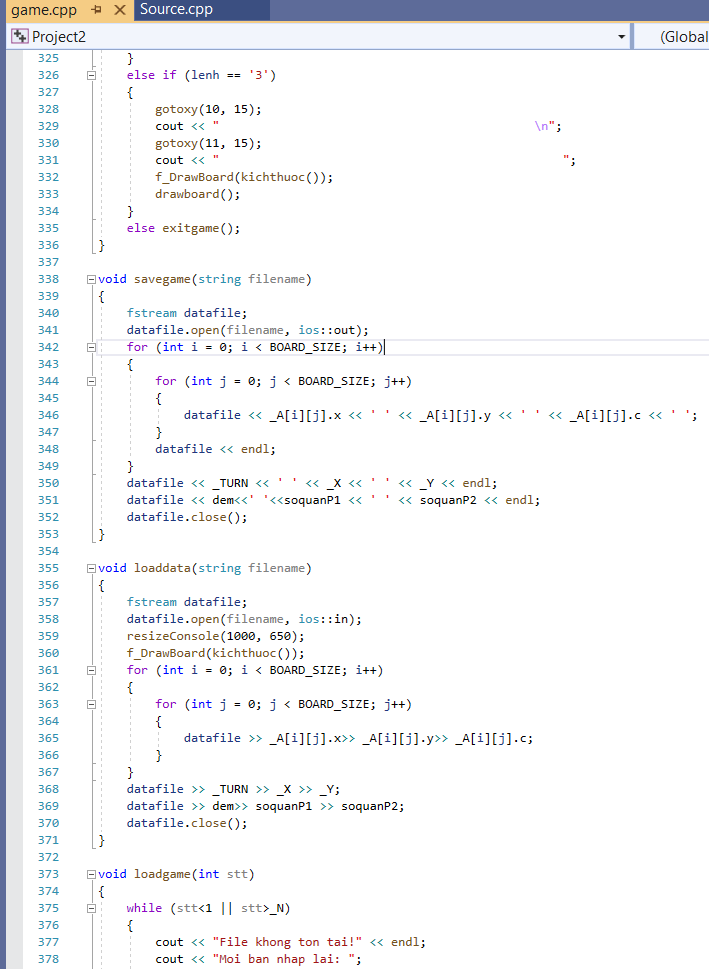 game.cpp Source.cpp
Project2 (Global
325 }
326 else if (lenh == '3')
327 {
328 gotoxy(10, 15);
329 cout << " \n";
330 gotoxy(11, 15);
331 cout << " ";
332 f_DrawBoard(kichthuoc());
333 drawboard();
334 }
335 else exitgame();
336 }
337
338 void savegame(string filename)
339 {
340 fstream datafile;
341 datafile.open(filename, ios::out);
342 for (int i = 0; i < BOARD_SIZE; i++)
343 {
344 for (int j = 0; j < BOARD_SIZE; j++)
345 {
346 datafile << _A[i][j].x << ' ' << _A[i][j].y << ' ' << _A[i][j].c << ' ';
347 }
348 datafile << endl;
349 }
350 datafile << _TURN << ' ' << _X << ' ' << _Y << endl;
351 datafile << dem<<' '<<soquanP1 << ' ' << soquanP2 << endl;
352 datafile.close();
353 }
354
355 void loaddata(string filename)
356 {
357 fstream datafile;
358 datafile.open(filename, ios::in);
359 resizeConsole(1000, 650);
360 f_DrawBoard(kichthuoc());
361 for (int i = 0; i < BOARD_SIZE; i++)
362 {
363 for (int j = 0; j < BOARD_SIZE; j++)
364 {
365 datafile >> _A[i][j].x>> _A[i][j].y>> _A[i][j].c;
366 }
367 }
368 datafile >> _TURN >> _X >> _Y;
369 datafile >> dem>> soquanP1 >> soquanP2;
370 datafile.close();
371 }
372
373 void loadgame(int stt)
374 {
375 while (stt<1 || stt>_N)
376 {
377 cout << "File khong ton tai!" << endl;
378 cout << "Moi ban nhap lai: ";